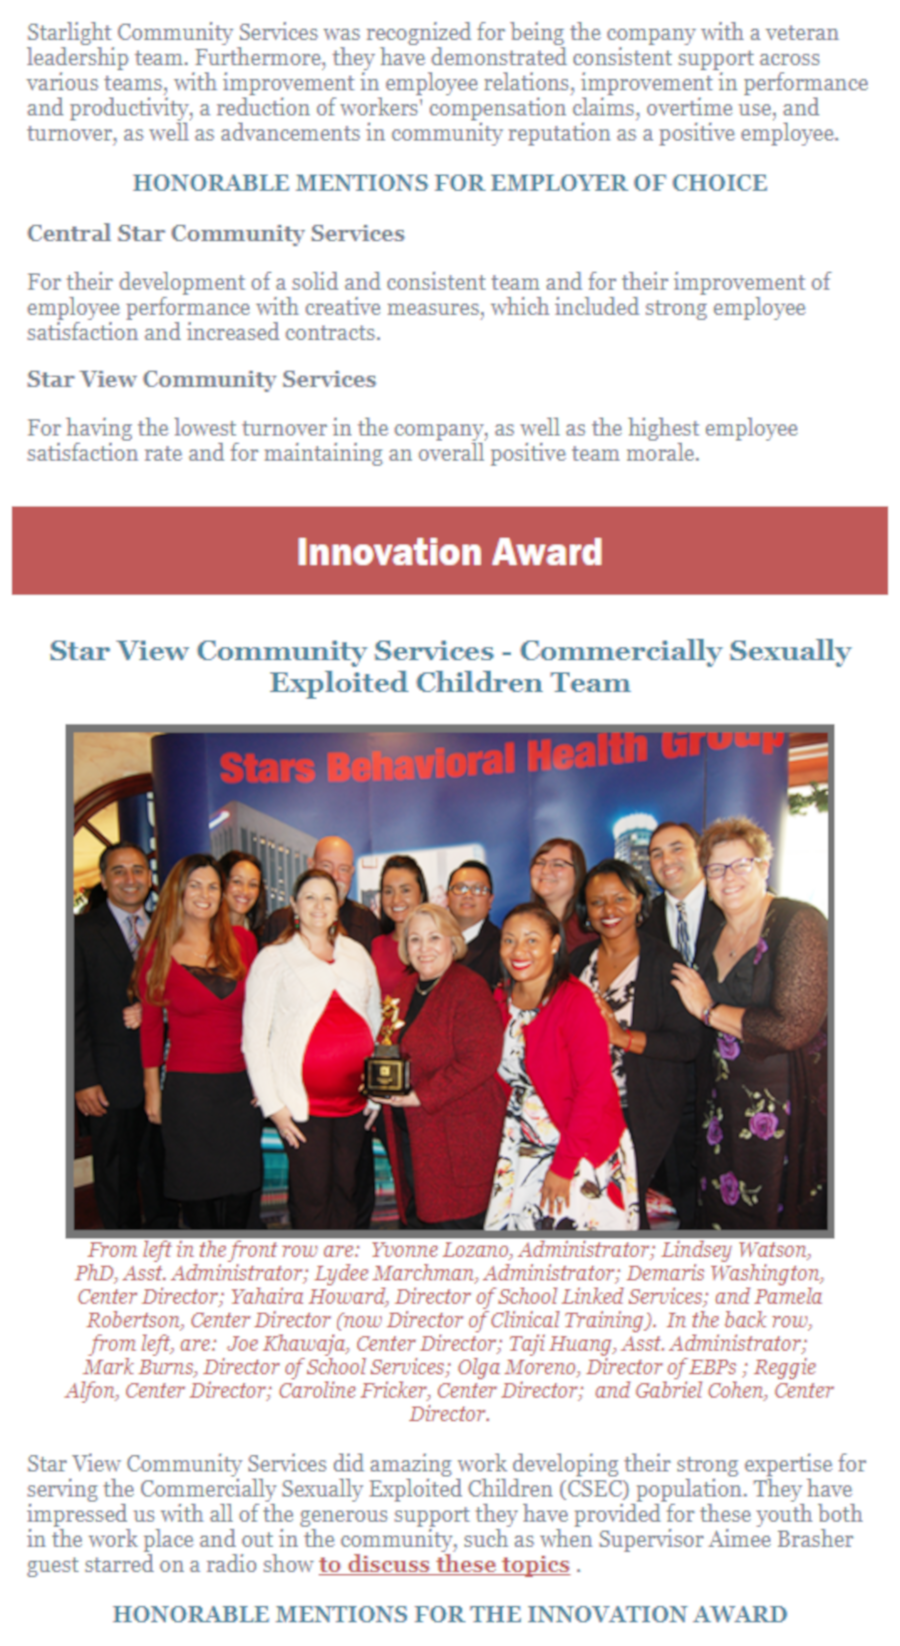 Starlight Community Services was recognized for being the company with a veteran
leadership team. Furthermore, they have demonstrated consistent support across
various teams, with improvement in employee relations, improvement in performance
and productivity, a reduction of workers' compensation claims, overtime use, and
turnover, as well as advancements in community reputation as a positive employee.
HONORABLE MENTIONS FOR EMPLOYER OF CHOICE
Central Star Community Services
For their development of a solid and consistent team and for their improvement of
employee performance with creative measures, which included strong employee
satisfaction and increased contracts.
Star View Community Services
For having the lowest turnover in the company, as well as the highest employee
satisfaction rate and for maintaining an overall positive team morale.
Innovation Award
Star View Community Services - Commercially Sexually
Exploited Children Team
Stars Behavioral Health Group
From left in the front row are: Yvonne Lozano, Administrator; Lindsey Watson,
PhD, Asst. Administrator; Lydee Marchman, Administrator; Demaris Washington,
Center Director; Yahaira Howard, Director of School Linked Services; and Pamela
Robertson, Center Director (now Director of Clinical Training). In the back row,
from left, are: Joe Khawaja, Center Director; Taji Huang, Asst. Administrator;
Mark Burns, Director of School Services; Olga Moreno, Director of EBPs ; Reggie
Alfon, Center Director; Caroline Fricker, Center Director; and Gabriel Cohen, Center
Director.
Star View Community Services did amazing work developing their strong expertise for
serving the Commercially Sexually Exploited Children (CSEC) population. They have
impressed us with all of the generous support they have provided for these youth both
in the work place and out in the community, such as when Supervisor Aimee Brasher
guest starred on a radio show to discuss these topics .
HONORABLE MENTIONS FOR THE INNOVATION AWARD